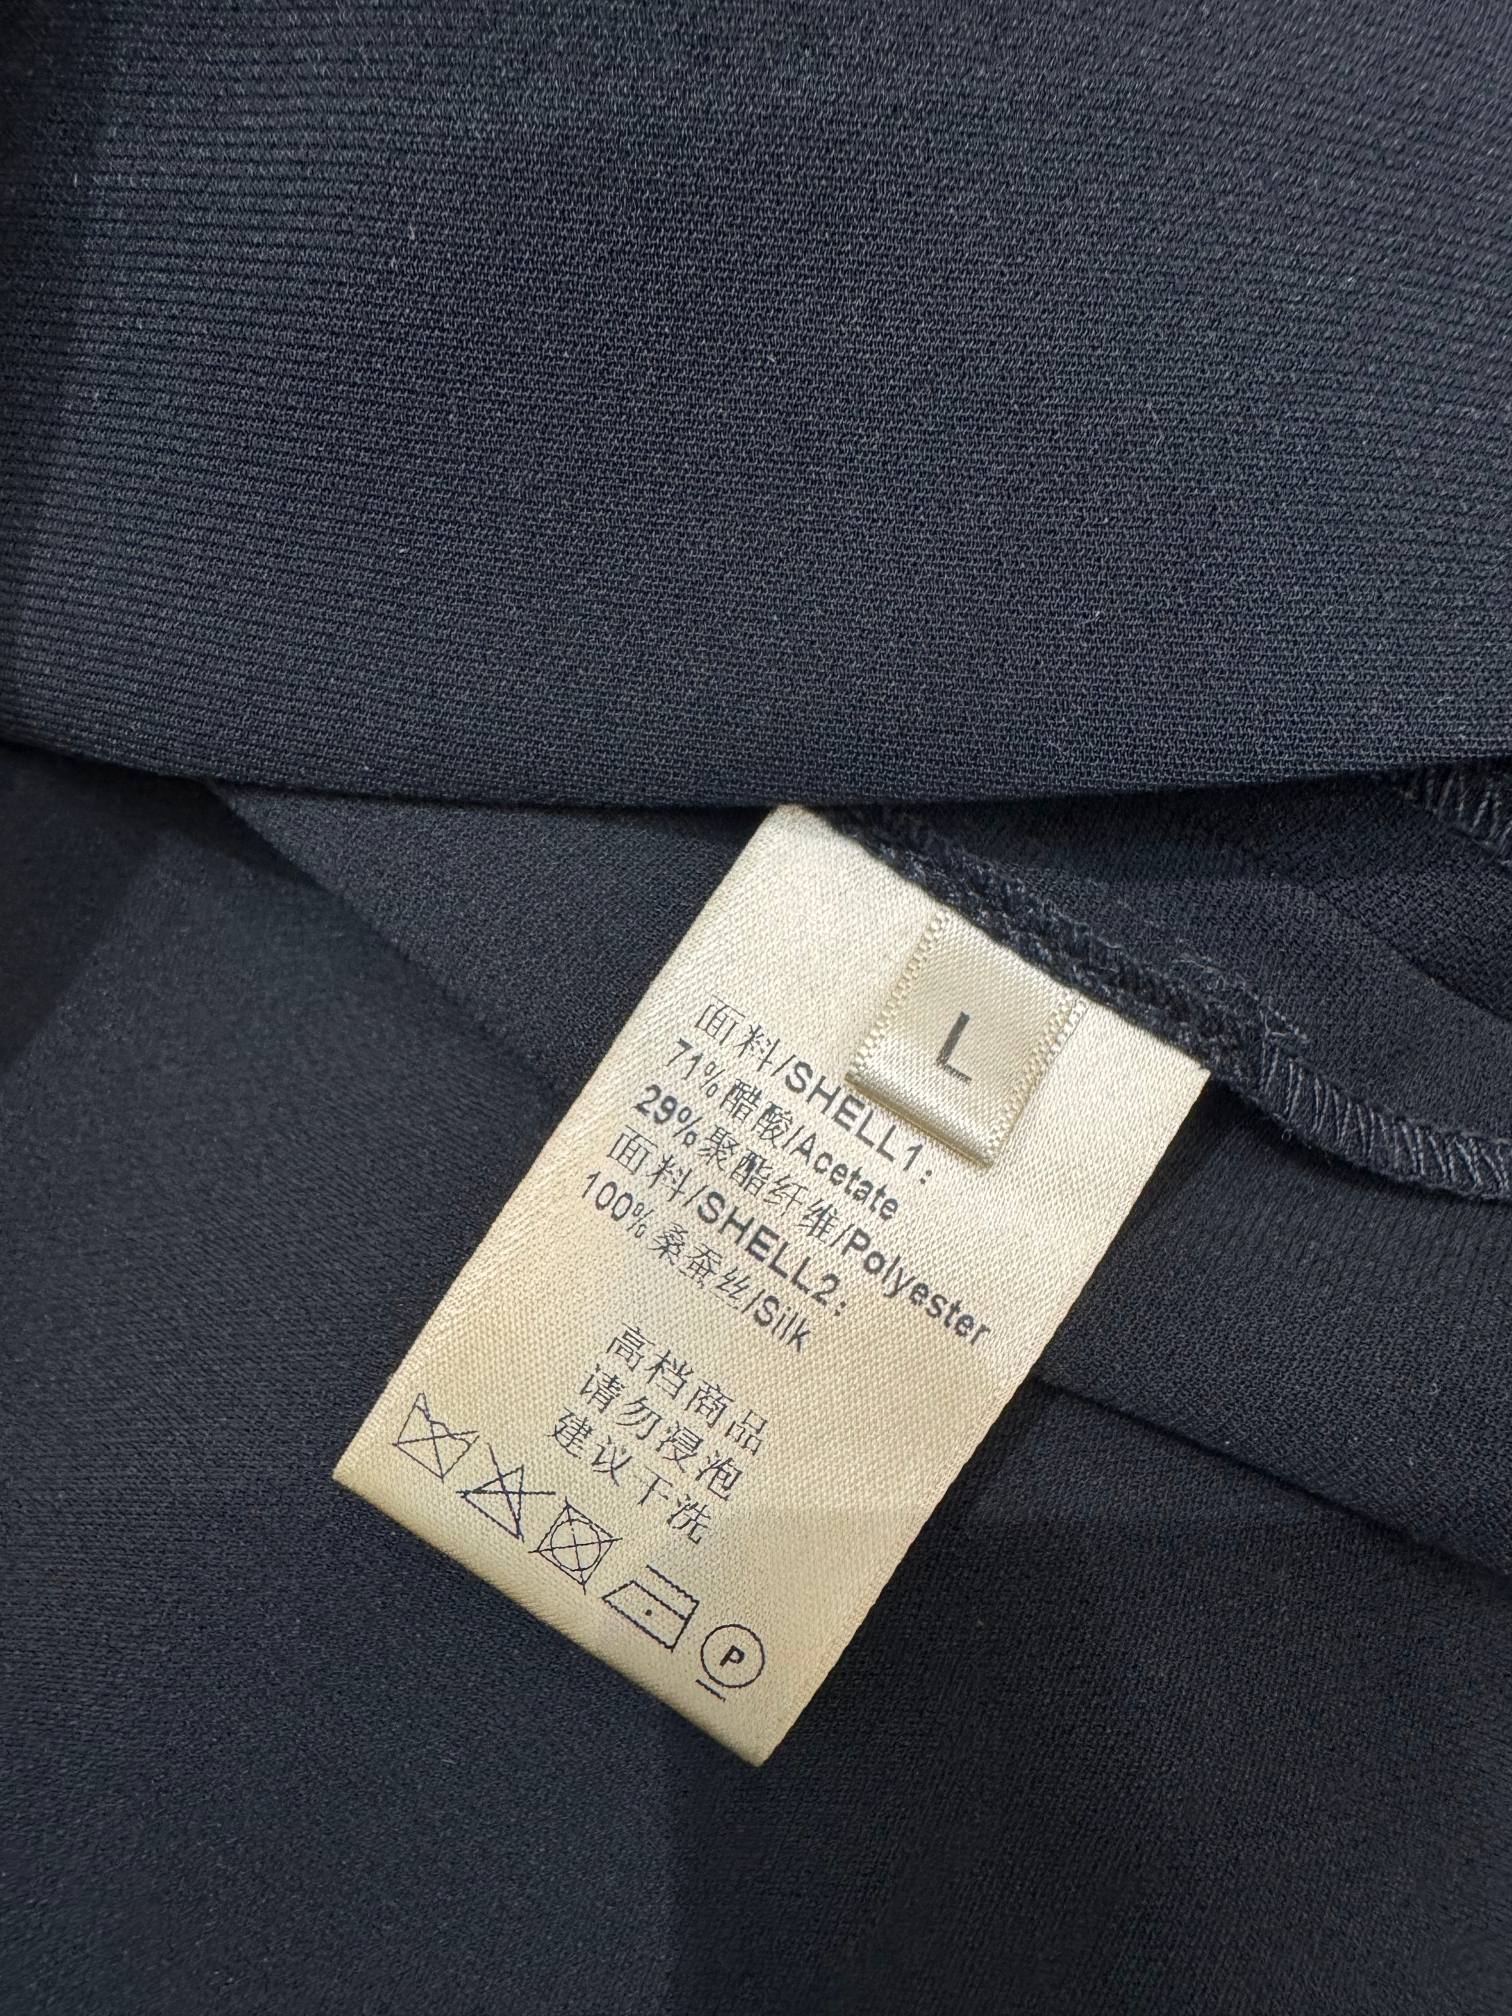 L
面料/SHELL1:
71%醋酸/Acetate
29%聚酯纤维/Polyester
面料/SHELL2:
100%桑蚕丝/Silk
高档商品
请勿浸泡
建议干洗
P